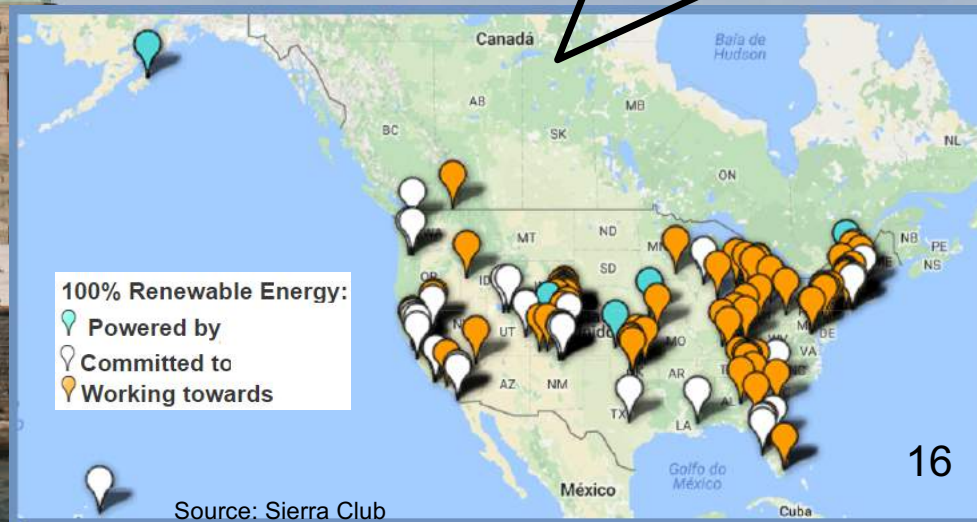 Canadá
Baía de
Hudson
AB
MB
BC
SK
NL
ON
MT
ND
NB
PE
NS
SD
ID
UT
MO
VA
DE
AZ
NM
AR
TX
LA
AL
100% Renewable Energy:
Powered by
Committed to
Working towards
Golfo do
México
México
Cuba
16
Source: Sierra Club